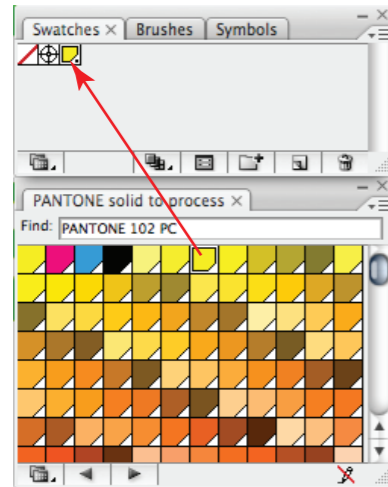 Swatches × Brushes Symbols
PANTONE solid to process ×
Find: PANTONE 102 PC